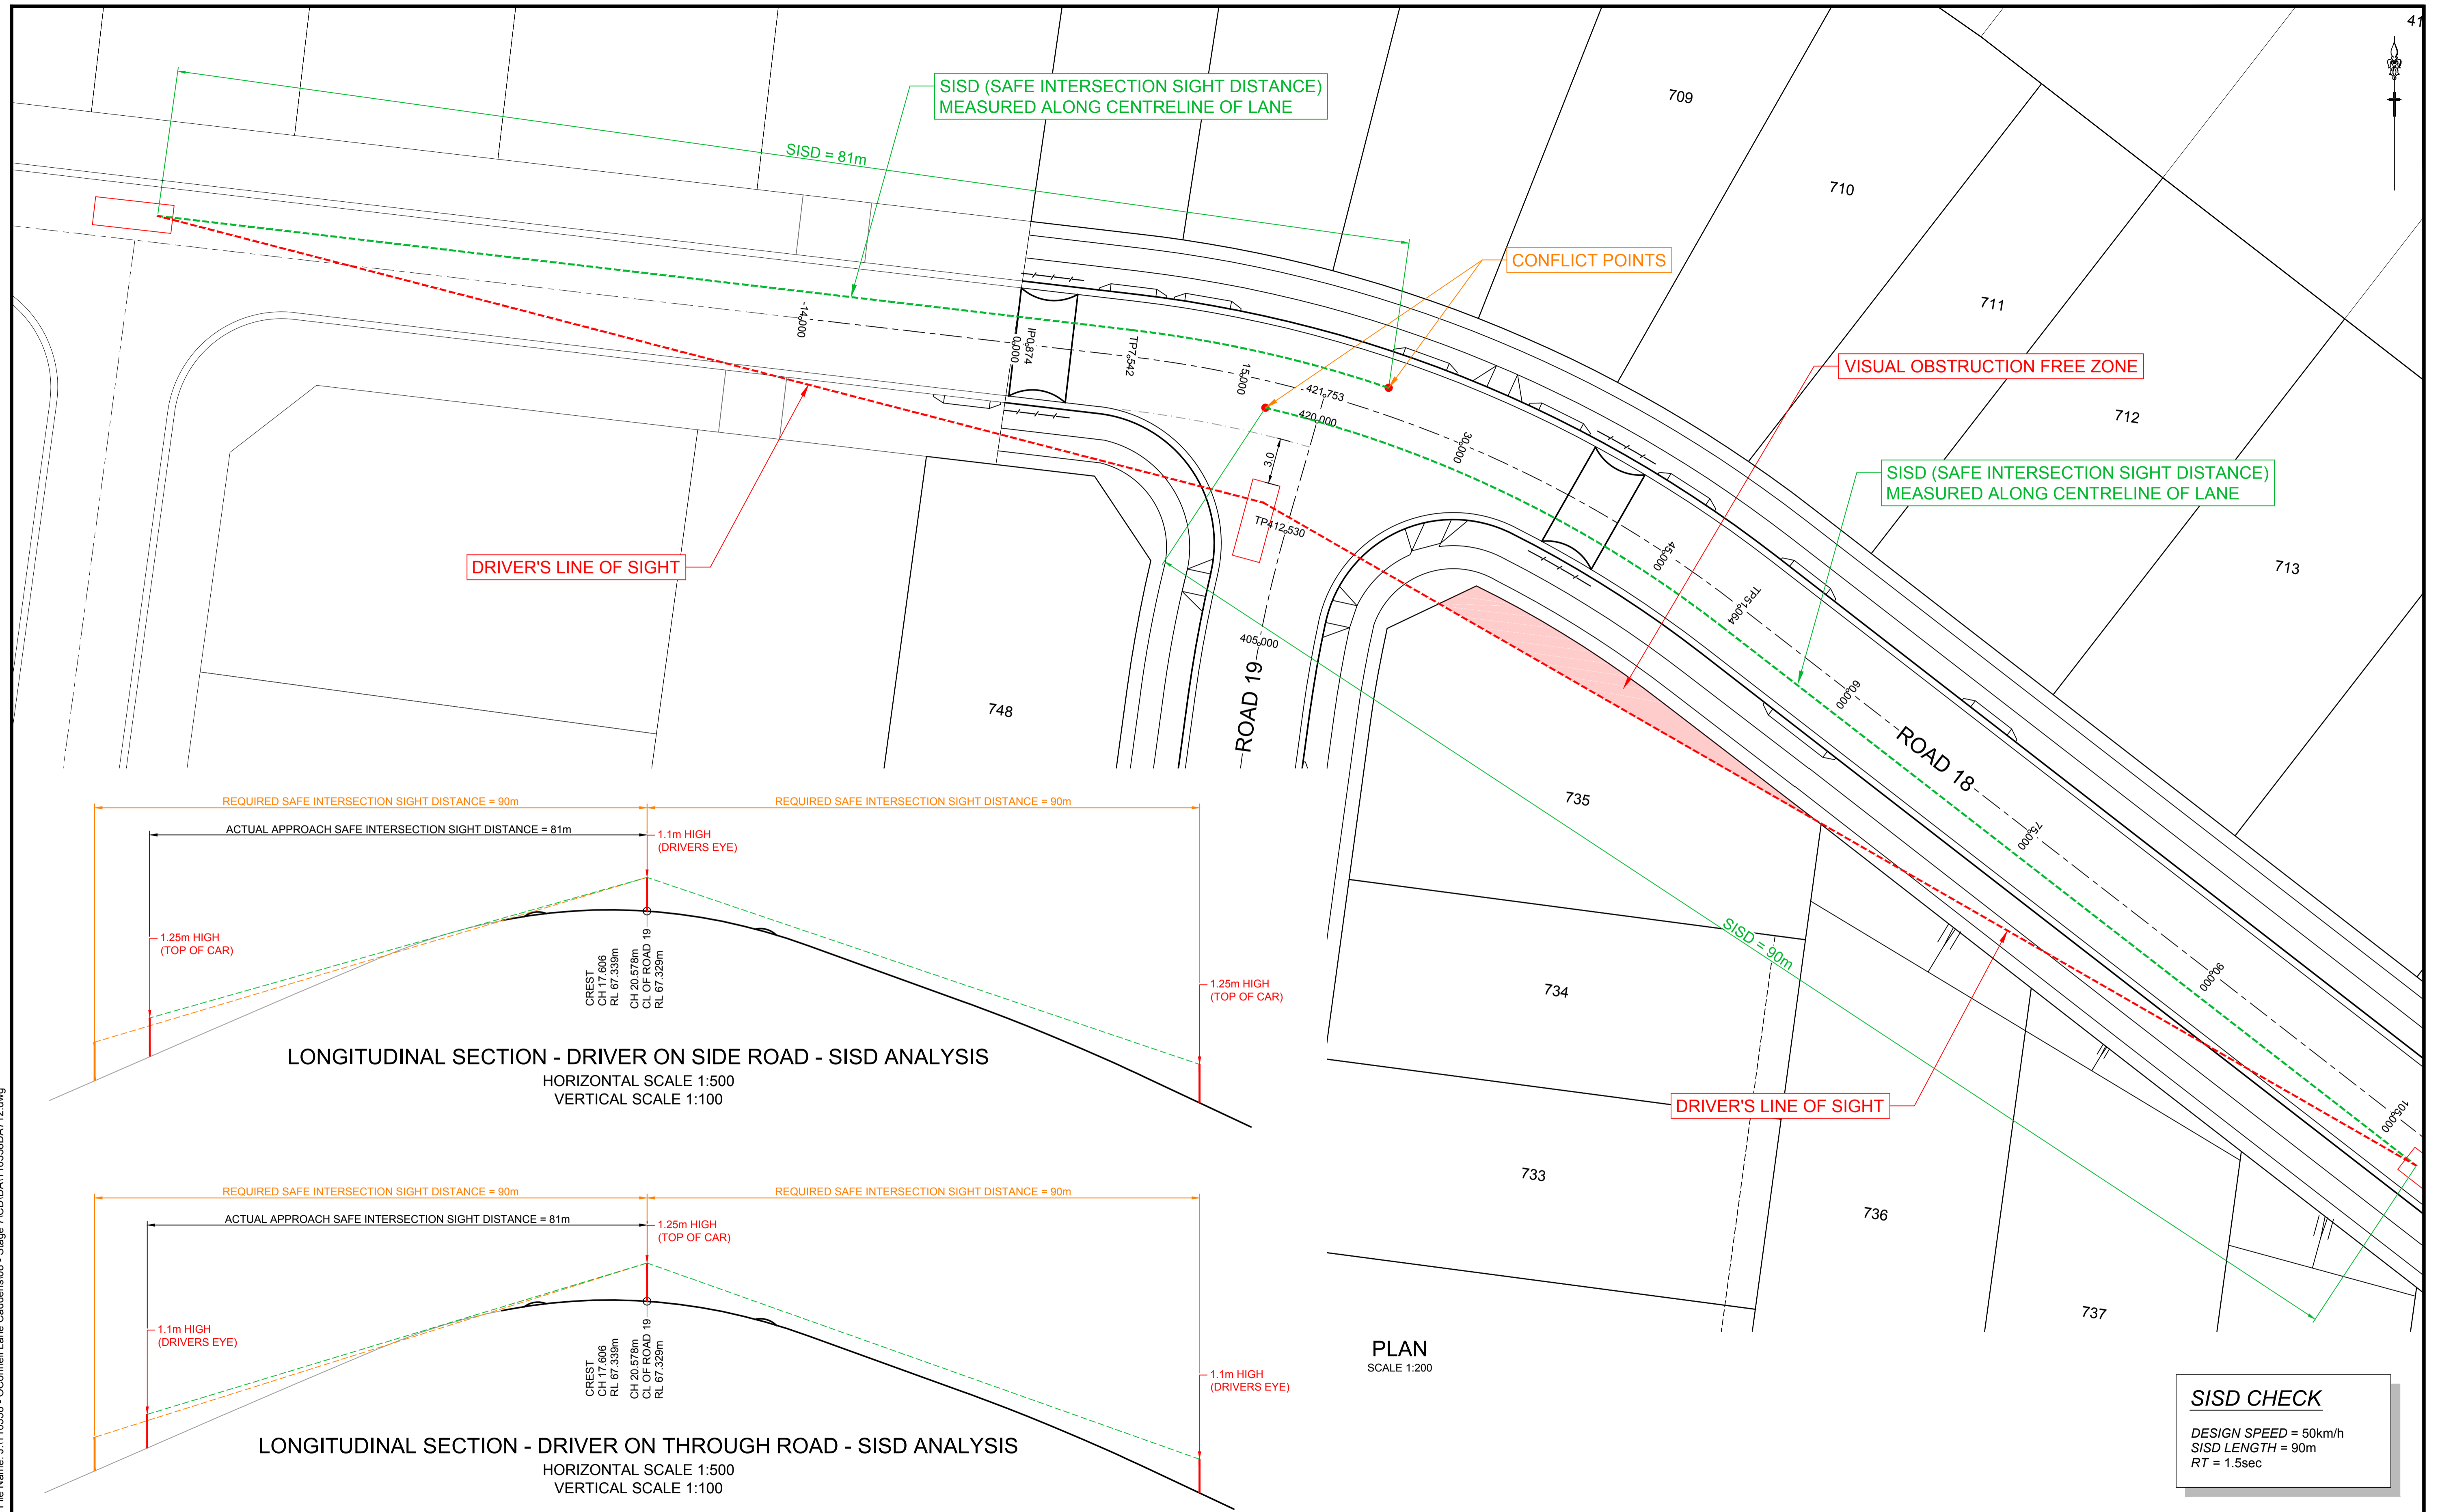 41
SISD (SAFE INTERSECTION SIGHT DISTANCE)
MEASURED ALONG CENTRELINE OF LANE
SISD = 81m
709
710
CONFLICT POINTS
711
VISUAL OBSTRUCTION FREE ZONE
712
14.000
0.000
IP0.874
TP7.542
15.000
421.753
420.000
30.000
3.0
SISD (SAFE INTERSECTION SIGHT DISTANCE)
MEASURED ALONG CENTRELINE OF LANE
TP412.530
45.000
DRIVER'S LINE OF SIGHT
713
TP51.064
405.000
60.000
ROAD 19
748
ROAD 18
735
75.000
SISD = 90m
90.000
734
105.000
DRIVER'S LINE OF SIGHT
733
736
737
REQUIRED SAFE INTERSECTION SIGHT DISTANCE = 90m
REQUIRED SAFE INTERSECTION SIGHT DISTANCE = 90m
ACTUAL APPROACH SAFE INTERSECTION SIGHT DISTANCE = 81m
1.1m HIGH
(DRIVERS EYE)
1.25m HIGH
(TOP OF CAR)
CREST
CH 17.606
RL 67.339m
CH 20.578m
CL OF ROAD 19
RL 67.329m
1.25m HIGH
(TOP OF CAR)
LONGITUDINAL SECTION - DRIVER ON SIDE ROAD - SISD ANALYSIS
HORIZONTAL SCALE 1:500
VERTICAL SCALE 1:100
REQUIRED SAFE INTERSECTION SIGHT DISTANCE = 90m
REQUIRED SAFE INTERSECTION SIGHT DISTANCE = 90m
ACTUAL APPROACH SAFE INTERSECTION SIGHT DISTANCE = 81m
1.25m HIGH
(TOP OF CAR)
1.1m HIGH
(DRIVERS EYE)
CREST
CH 17.606
RL 67.339m
CH 20.578m
CL OF ROAD 19
RL 67.329m
1.1m HIGH
(DRIVERS EYE)
LONGITUDINAL SECTION - DRIVER ON THROUGH ROAD - SISD ANALYSIS
HORIZONTAL SCALE 1:500
VERTICAL SCALE 1:100
PLAN
SCALE 1:200
SISD CHECK
DESIGN SPEED = 50km/h
SISD LENGTH = 90m
RT = 1.5sec